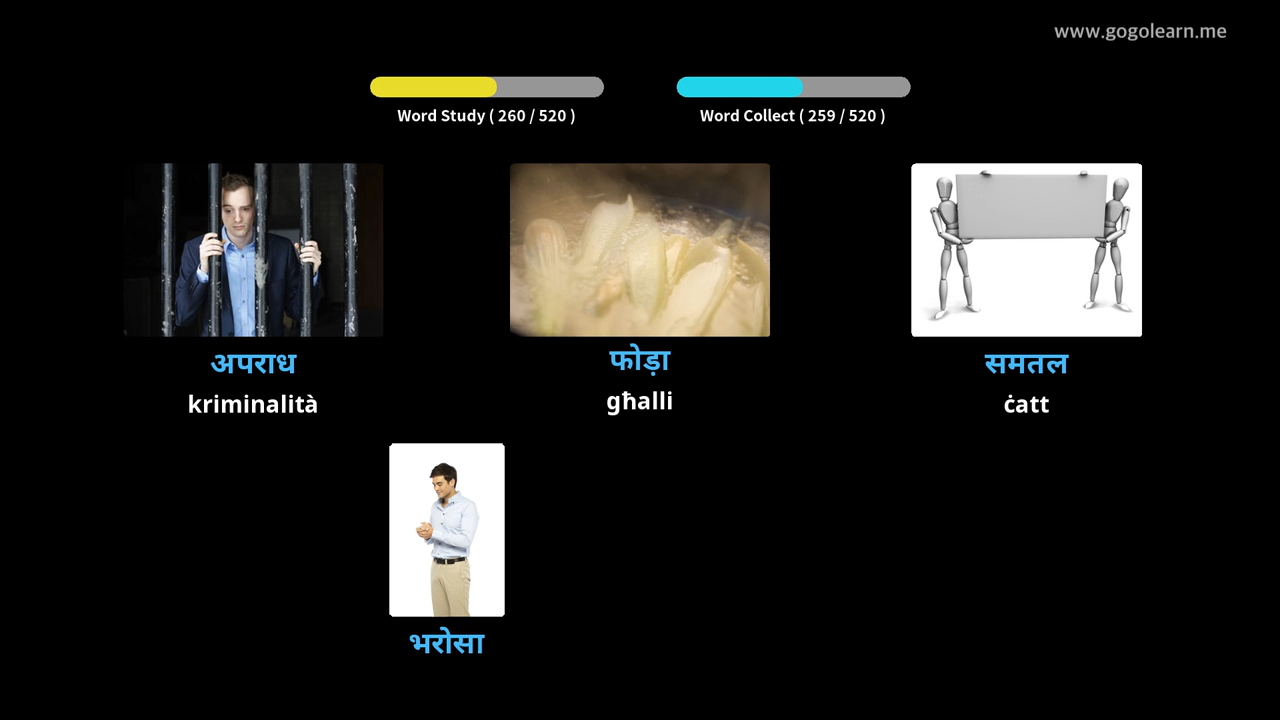 www.gogolearn.me
Word Study ( 260 / 520 )
Word Collect ( 259 / 520 )
अपराध
kriminalità
फोड़ा
għalli
समतल
ċatt
भरोसा